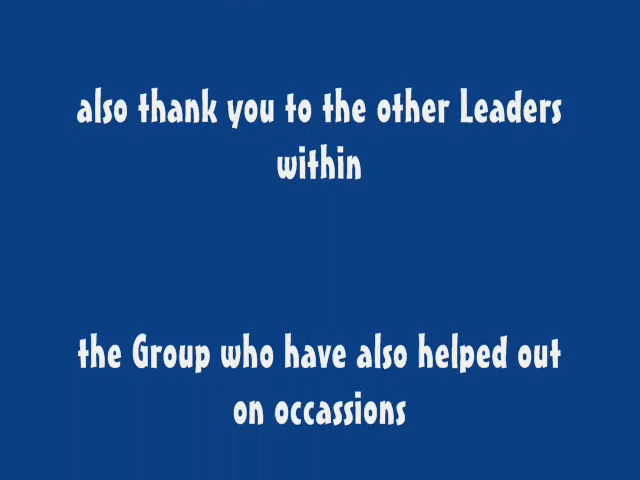 also thank you to the other Leaders
within
the Group who have also helped out
on occassions